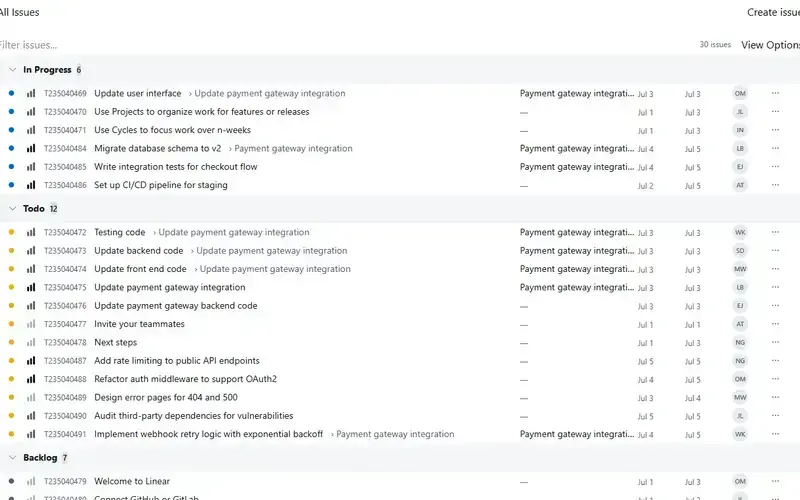 All Issues Create issue
Filter issues... 30 issues View Options
In Progress 6
T235040469 Update user interface › Update payment gateway integration Payment gateway integrati... Jul 3 Jul 3 OM ...
T235040470 Use Projects to organize work for features or releases — Jul 1 Jul 3 JL ...
T235040471 Use Cycles to focus work over n-weeks — Jul 1 Jul 3 IN ...
T235040484 Migrate database schema to v2 › Payment gateway integration Payment gateway integrati... Jul 4 Jul 5 LB ...
T235040485 Write integration tests for checkout flow Payment gateway integrati... Jul 3 Jul 5 EJ ...
T235040486 Set up CI/CD pipeline for staging — Jul 2 Jul 5 AT ...
Todo 12
T235040472 Testing code › Update payment gateway integration Payment gateway integrati... Jul 3 Jul 3 WK ...
T235040473 Update backend code › Update payment gateway integration Payment gateway integrati... Jul 3 Jul 3 SD ...
T235040474 Update front end code › Update payment gateway integration Payment gateway integrati... Jul 3 Jul 3 MW ...
T235040475 Update payment gateway integration Payment gateway integrati... Jul 3 Jul 3 LB ...
T235040476 Update payment gateway backend code — Jul 3 Jul 3 EJ ...
T235040477 Invite your teammates — Jul 1 Jul 1 AT ...
T235040478 Next steps — Jul 1 Jul 3 NG ...
T235040487 Add rate limiting to public API endpoints — Jul 5 Jul 5 NG ...
T235040488 Refactor auth middleware to support OAuth2 — Jul 4 Jul 5 OM ...
T235040489 Design error pages for 404 and 500 — Jul 3 Jul 4 MW ...
T235040490 Audit third-party dependencies for vulnerabilities — Jul 5 Jul 5 JL ...
T235040491 Implement webhook retry logic with exponential backoff › Payment gateway integration Payment gateway integrati... Jul 4 Jul 5 WK ...
Backlog 7
T235040479 Welcome to Linear — Jul 1 Jul 3 OM ...
T235040480 Connect GitHub or GitLab